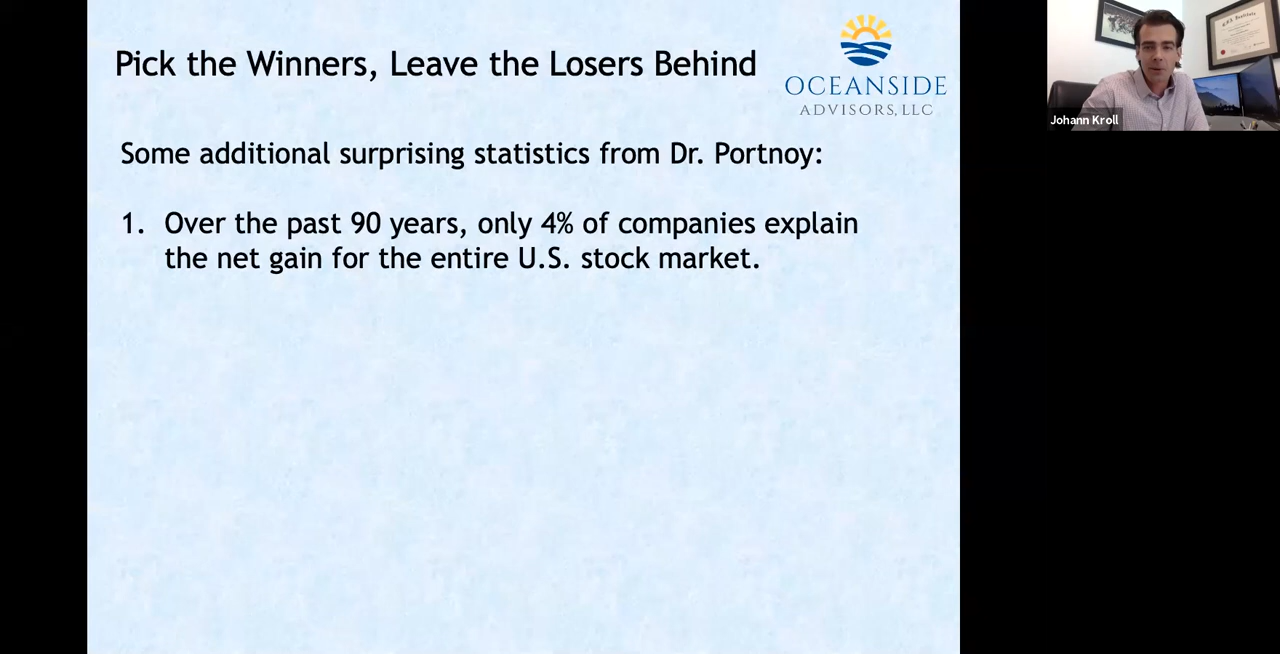 Pick the Winners, Leave the Losers Behind
OCEANSIDE
ADVISORS, LLC
Johann Kroll
Some additional surprising statistics from Dr. Portnoy:
1. Over the past 90 years, only 4% of companies explain
the net gain for the entire U.S. stock market.